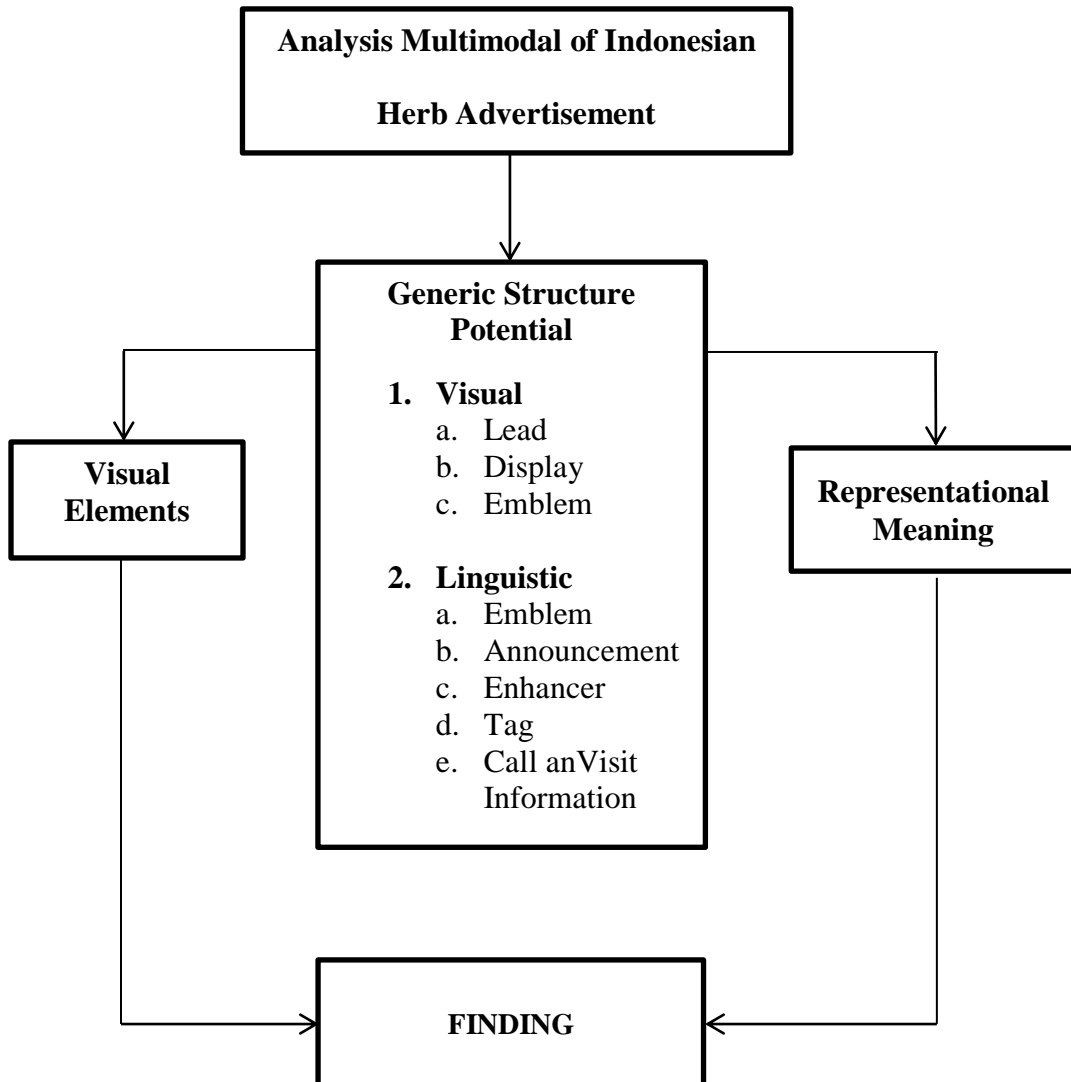 Analysis Multimodal of Indonesian
Herb Advertisement
Generic Structure
Potential
1. Visual
a. Lead
b. Display
c. Emblem
2. Linguistic
a. Emblem
b. Announcement
c. Enhancer
d. Tag
e. Call anVisit
Information
Visual
Elements
Representational
Meaning
FINDING